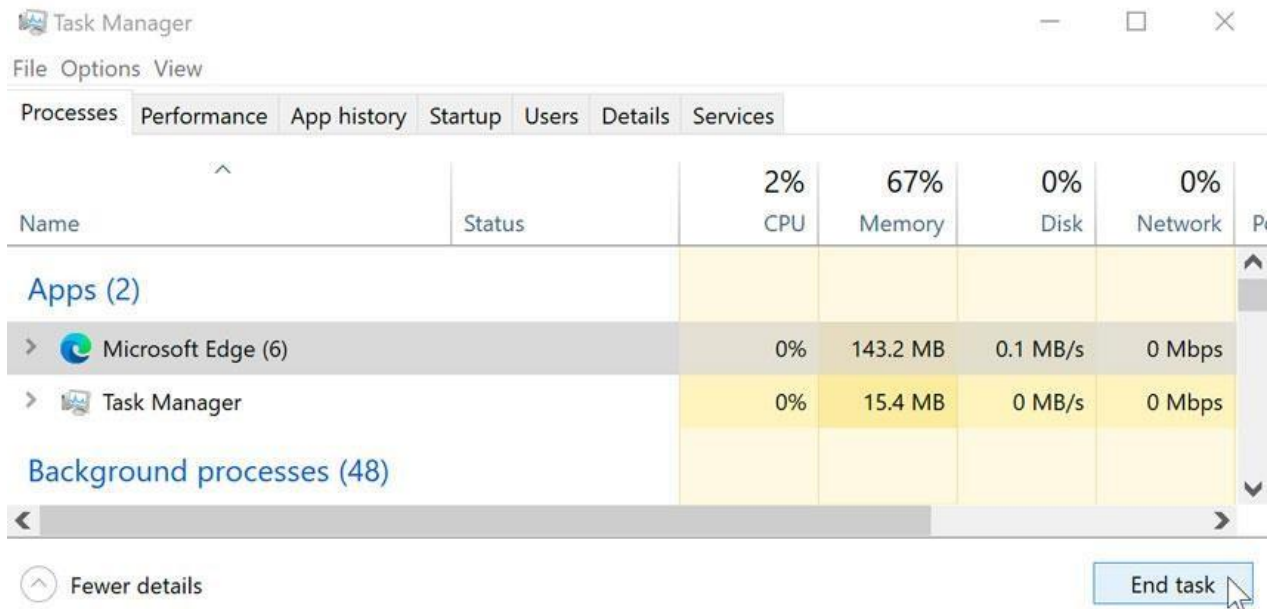 Task Manager
File Options View
Processes Performance App history Startup Users Details Services
2% 67% 0% 0%
Name Status CPU Memory Disk Network
Apps (2)
Microsoft Edge (6) 0% 143.2 MB 0.1 MB/s 0 Mbps
Task Manager 0% 15.4 MB 0 MB/s 0 Mbps
Background processes (48)
Fewer details End task